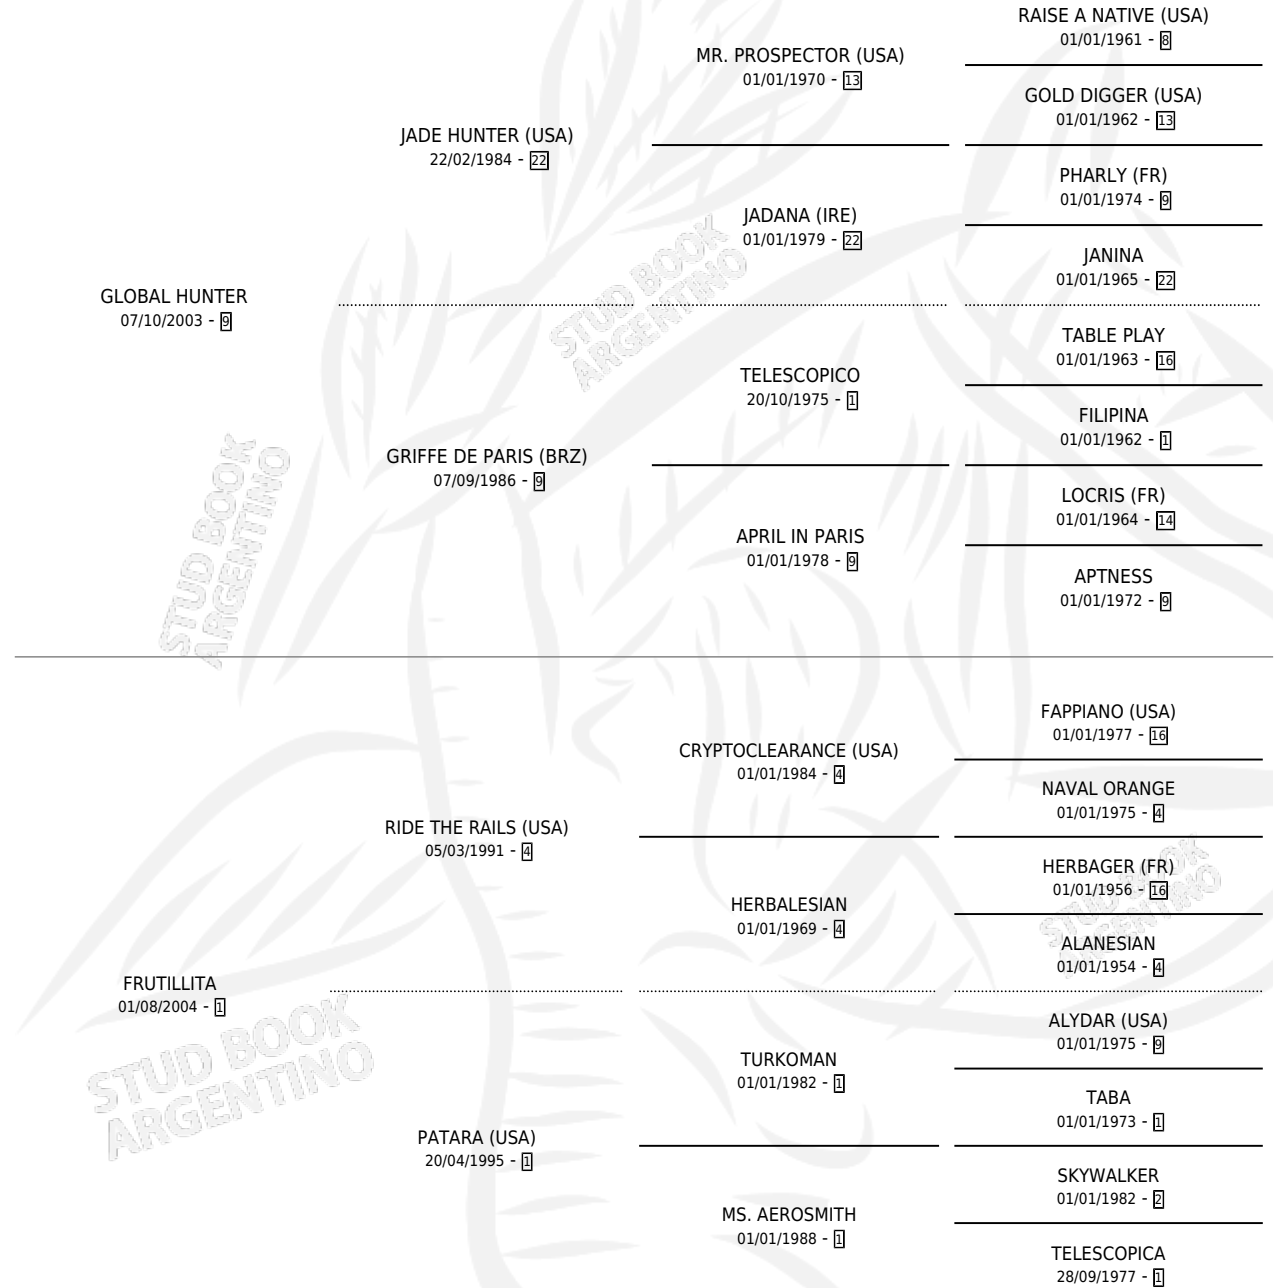 RAISE A NATIVE (USA)
01/01/1961 - 8
MR. PROSPECTOR (USA)
01/01/1970 - 13
GOLD DIGGER (USA)
01/01/1962 - 13
JADE HUNTER (USA)
22/02/1984 - 22
PHARLY (FR)
01/01/1974 - 9
JADANA (IRE)
01/01/1979 - 22
JANINA
01/01/1965 - 22
GLOBAL HUNTER
07/10/2003 - 9
STUD BOOK
ARGENTINO
TABLE PLAY
01/01/1963 - 16
TELESCOPICO
20/10/1975 - 1
FILIPINA
01/01/1962 - 1
GRIFFE DE PARIS (BRZ)
07/09/1986 - 9
LOCRIS (FR)
01/01/1964 - 14
APRIL IN PARIS
01/01/1978 - 9
APTNESS
01/01/1972 - 9
STUD BOOK
ARGENTINO
FAPPIANO (USA)
01/01/1977 - 16
CRYPTOCLEARANCE (USA)
01/01/1984 - 4
NAVAL ORANGE
01/01/1975 - 4
RIDE THE RAILS (USA)
05/03/1991 - 4
HERBAGER (FR)
01/01/1956 - 16
HERBALESIAN
01/01/1969 - 4
STUD BOOK
ARGENTINO
ALANESIAN
01/01/1954 - 4
FRUTILLITA
01/08/2004 - 1
STUD BOOK
ARGENTINO
ALYDAR (USA)
01/01/1975 - 9
TURKOMAN
01/01/1982 - 1
TABA
01/01/1973 - 1
PATARA (USA)
20/04/1995 - 1
SKYWALKER
01/01/1982 - 2
MS. AEROSMITH
01/01/1988 - 1
TELESCOPICA
28/09/1977 - 1